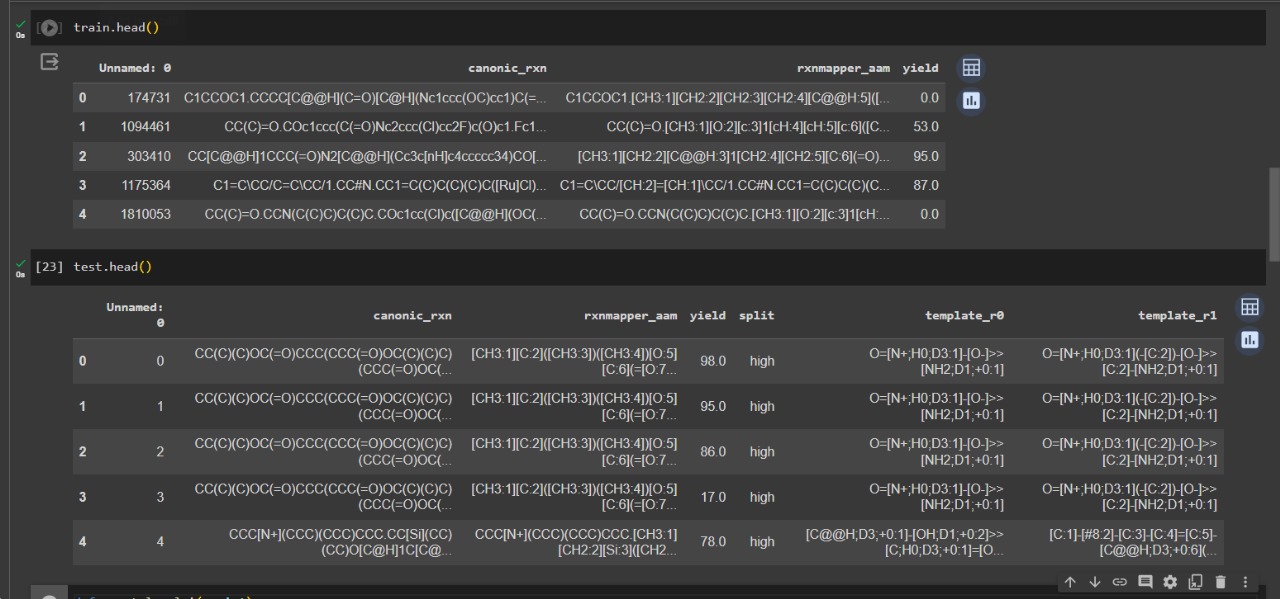 train.head()
0s
Unnamed: 0 canonic_rxn rxnmapper_aam yield
0 174731 C1CCOC1.CCCC[C@@H](C=O)[C@H](Nc1ccc(OC)cc1)C(=... C1CCOC1.[CH3:1][CH2:2][CH2:3][CH2:4][C@@H:5]([... 0.0
1 1094461 CC(C)=O.COc1ccc(C(=O)Nc2ccc(Cl)cc2F)c(O)c1.Fc1... CC(C)=O.[CH3:1][O:2][c:3]1[cH:4][cH:5][c:6]([C... 53.0
2 303410 CC[C@@H]1CCC(=O)N2[C@@H](Cc3c[nH]c4ccccc34)CO[... [CH3:1][CH2:2][C@@H:3]1[CH2:4][CH2:5][C:6](=O)... 95.0
3 1175364 C1=C\CC/C=C\CC/1.CC#N.CC1=C(C)C(C)(C)C([Ru]Cl)... C1=C\CC/[CH:2]=[CH:1]\CC/1.CC#N.CC1=C(C)C(C)(C... 87.0
4 1810053 CC(C)=O.CCN(C(C)C)C(C)C.COc1cc(Cl)c([C@@H](OC(... CC(C)=O.CCN(C(C)C)C(C)C.[CH3:1][O:2][c:3]1[cH:... 0.0
[23] test.head()
0s
Unnamed:
0 canonic_rxn rxnmapper_aam yield split template_r0 template_r1
0 0 CC(C)(C)OC(=O)CCC(CCC(=O)OC(C)(C)C) [CH3:1][C:2]([CH3:3])([CH3:4])[O:5] 98.0 high O=[N+;H0;D3:1]-[O-]>> O=[N+;H0;D3:1](-[C:2])-[O-]>>
(CCC(=O)OC(... [C:6](=[O:7... [NH2;D1;+0:1] [C:2]-[NH2;D1;+0:1]
1 1 CC(C)(C)OC(=O)CCC(CCC(=O)OC(C)(C)C) [CH3:1][C:2]([CH3:3])([CH3:4])[O:5] 95.0 high O=[N+;H0;D3:1]-[O-]>> O=[N+;H0;D3:1](-[C:2])-[O-]>>
(CCC(=O)OC(... [C:6](=[O:7... [NH2;D1;+0:1] [C:2]-[NH2;D1;+0:1]
2 2 CC(C)(C)OC(=O)CCC(CCC(=O)OC(C)(C)C) [CH3:1][C:2]([CH3:3])([CH3:4])[O:5] 86.0 high O=[N+;H0;D3:1]-[O-]>> O=[N+;H0;D3:1](-[C:2])-[O-]>>
(CCC(=O)OC(... [C:6](=[O:7... [NH2;D1;+0:1] [C:2]-[NH2;D1;+0:1]
3 3 CC(C)(C)OC(=O)CCC(CCC(=O)OC(C)(C)C) [CH3:1][C:2]([CH3:3])([CH3:4])[O:5] 17.0 high O=[N+;H0;D3:1]-[O-]>> O=[N+;H0;D3:1](-[C:2])-[O-]>>
(CCC(=O)OC(... [C:6](=[O:7... [NH2;D1;+0:1] [C:2]-[NH2;D1;+0:1]
4 4 CCC[N+](CCC)(CCC)CCC.CC[Si](CC) CCC[N+](CCC)(CCC)CCC.[CH3:1] 78.0 high [C@@H;D3;+0:1]-[OH;D1;+0:2]>> [C:1]-[#8:2]-[C:3]-[C:4]=[C:5]-
(CC)O[C@H]1C[C@... [CH2:2][Si:3]([CH2... [C;H0;D3;+0:1]=[O... [C@@H;D3;+0:6](...